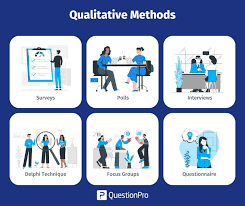 Qualitative Methods
Surveys
Polls
Interviews
Delphi Technique
Focus Groups
Questionnaire
QuestionPro